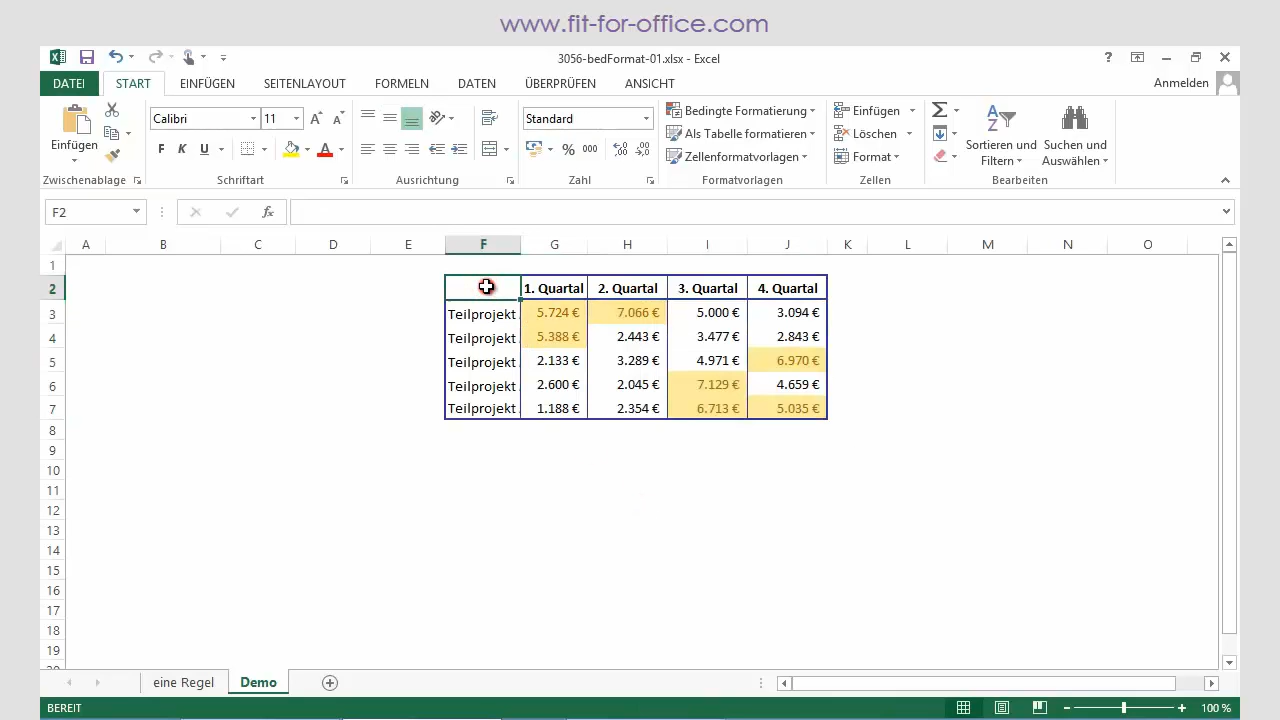 www.fit-for-office.com
3056-bedFormat-01.xlsx - Excel
DATEI START EINFÜGEN SEITENLAYOUT FORMELN DATEN ÜBERPRÜFEN ANSICHT Anmelden
Calibri 11 Standard Bedingte Formatierung Einfügen
Als Tabelle formatieren Löschen
Einfügen F K U % 000 Zellenformatvorlagen Format Sortieren und Filtern Suchen und Auswählen
Zwischenablage Schriftart Ausrichtung Zahl Formatvorlagen Zellen Bearbeiten
F2 fx
A B C D E F G H I J K L M N O
1
2 1. Quartal 2. Quartal 3. Quartal 4. Quartal
3 Teilprojekt 5.724 € 7.066 € 5.000 € 3.094 €
4 Teilprojekt 5.388 € 2.443 € 3.477 € 2.843 €
5 Teilprojekt 2.133 € 3.289 € 4.971 € 6.970 €
6 Teilprojekt 2.600 € 2.045 € 7.129 € 4.659 €
7 Teilprojekt 1.188 € 2.354 € 6.713 € 5.035 €
8
9
10
11
12
13
14
15
16
17
18
19
eine Regel Demo
BEREIT 100 %